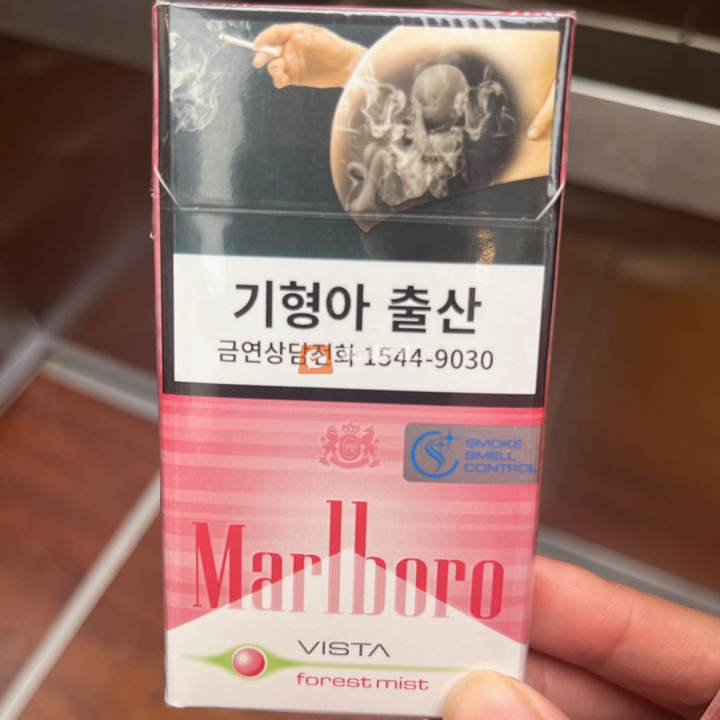 기형아 출산
금연상담전화 1544-9030
SMOKE
SMELL
CONTROL
Marlboro
VISTA
forest mist